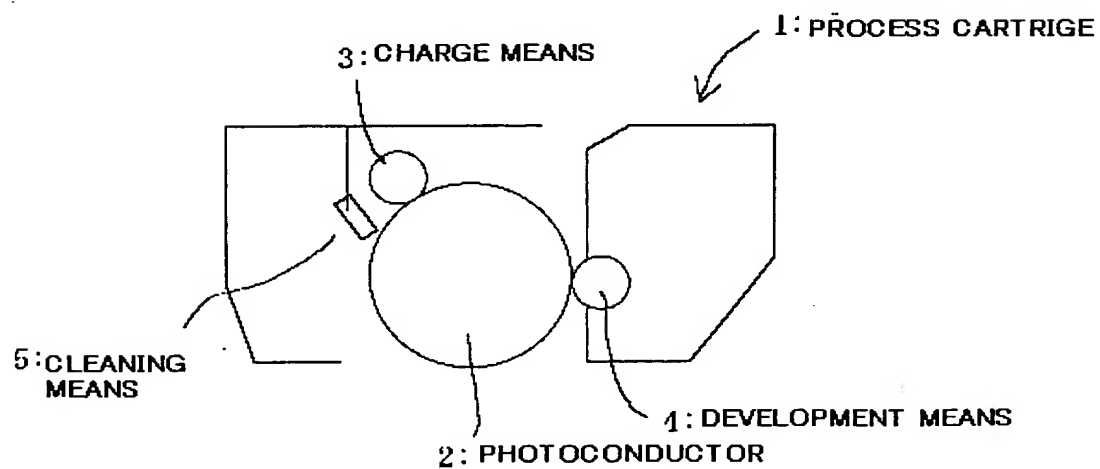 1: PROCESS CARTRIGE
3: CHARGE MEANS
5: CLEANING
MEANS
4: DEVELOPMENT MEANS
2: PHOTOCONDUCTOR